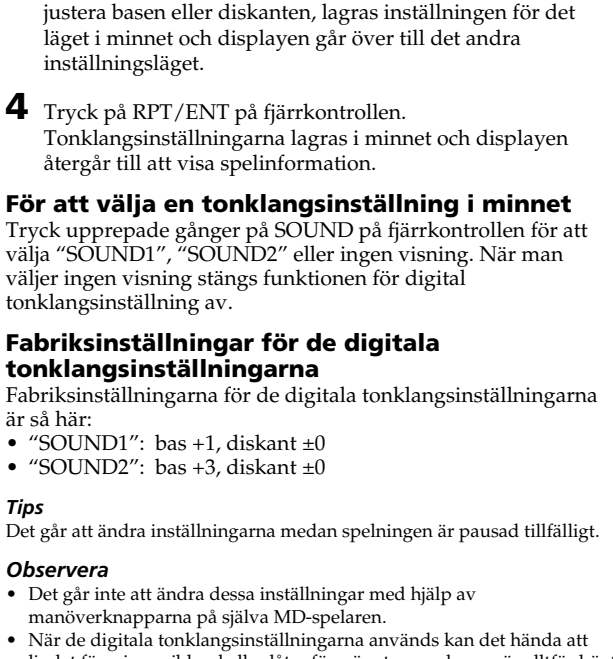 justera basen eller diskanten, lagras inställningen för det
läget i minnet och displayen går över till det andra
inställningsläget.
4 Tryck på RPT/ENT på fjärrkontrollen.
Tonklangsinställningarna lagras i minnet och displayen
återgår till att visa spelinformation.
För att välja en tonklangsinställning i minnet
Tryck upprepade gånger på SOUND på fjärrkontrollen för att
välja ”SOUND1”, ”SOUND2” eller ingen visning. När man
väljer ingen visning stängs funktionen för digital
tonklangsinställning av.
Fabriksinställningar för de digitala
tonklangsinställningarna
Fabriksinställningarna för de digitala tonklangsinställningarna
är så här:
• ”SOUND1”: bas +1, diskant ±0
• ”SOUND2”: bas +3, diskant ±0
Tips
Det går att ändra inställningarna medan spelningen är pausad tillfälligt.
Observera
• Det går inte att ändra dessa inställningar med hjälp av
manöverknapparna på själva MD-spelaren.
• När de digitala tonklangsinställningarna används kan det hända att